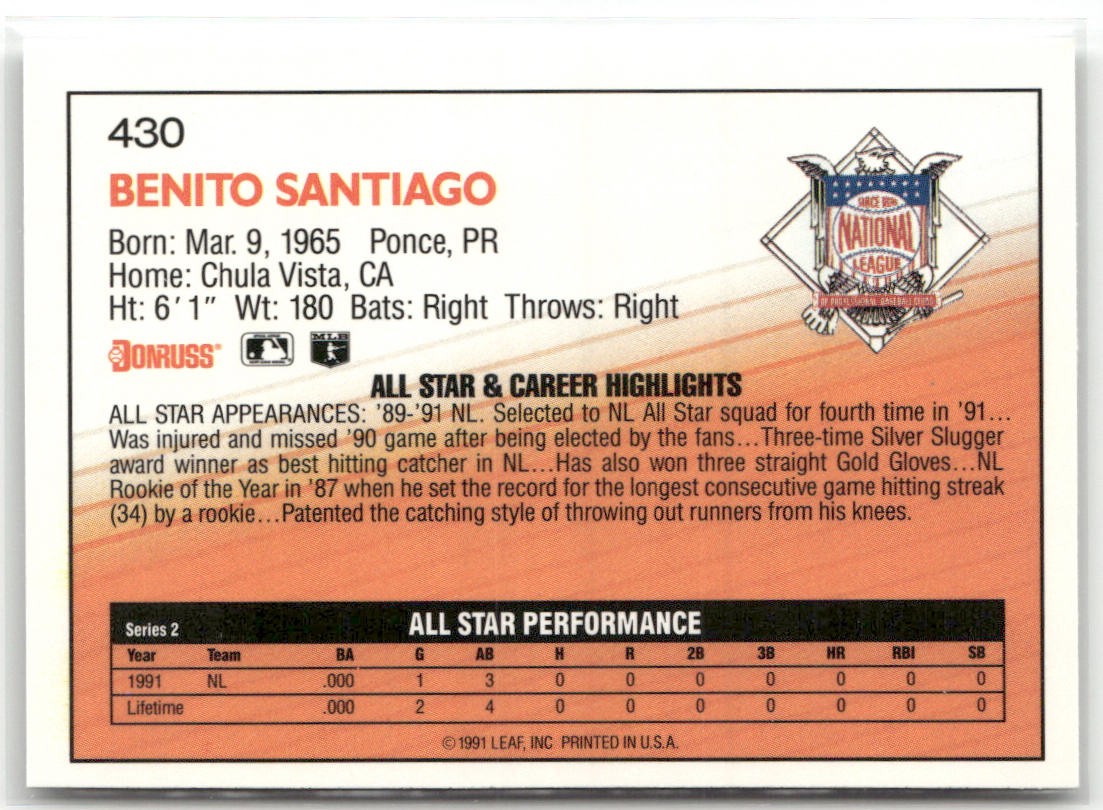 430
BENITO SANTIAGO
Born: Mar. 9, 1965 Ponce, PR
Home: Chula Vista, CA
Ht: 6' 1" Wt: 180 Bats: Right Throws: Right
SINCE 1876
NATIONAL
LEAGUE
OF PROFESSIONAL BASEBALL CLUBS
DONRUSS®
MLB
ALL STAR & CAREER HIGHLIGHTS
ALL STAR APPEARANCES: '89-'91 NL. Selected to NL All Star squad for fourth time in '91...
Was injured and missed '90 game after being elected by the fans...Three-time Silver Slugger
award winner as best hitting catcher in NL...Has also won three straight Gold Gloves...NL
Rookie of the Year in '87 when he set the record for the longest consecutive game hitting streak
(34) by a rookie...Patented the catching style of throwing out runners from his knees.
Series 2 ALL STAR PERFORMANCE
Year Team BA G AB H R 2B 3B HR RBI SB
1991 NL .000 1 3 0 0 0 0 0 0 0
Lifetime .000 2 4 0 0 0 0 0 0 0
©1991 LEAF, INC PRINTED IN U.S.A.